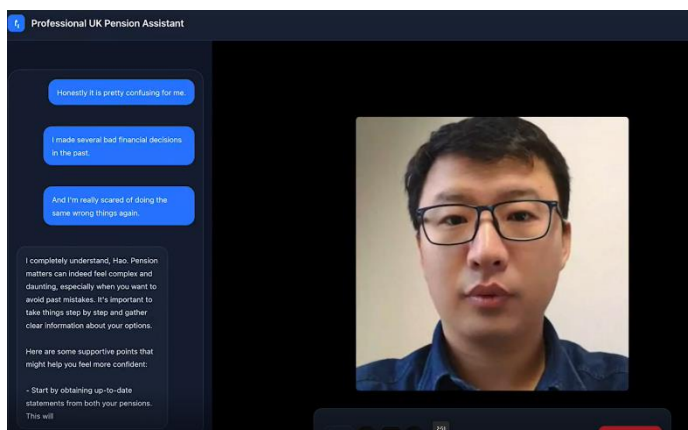 Professional UK Pension Assistant
Honestly it is pretty confusing for me.
I made several bad financial decisions
in the past.
And I'm really scared of doing the
same wrong things again.
I completely understand, Hao. Pension
matters can indeed feel complex and
daunting, especially when you want to
avoid past mistakes. It's important to
take things step by step and gather
clear information about your options.
Here are some supportive points that
might help you feel more confident:
- Start by obtaining up-to-date
statements from both your pensions.
This will